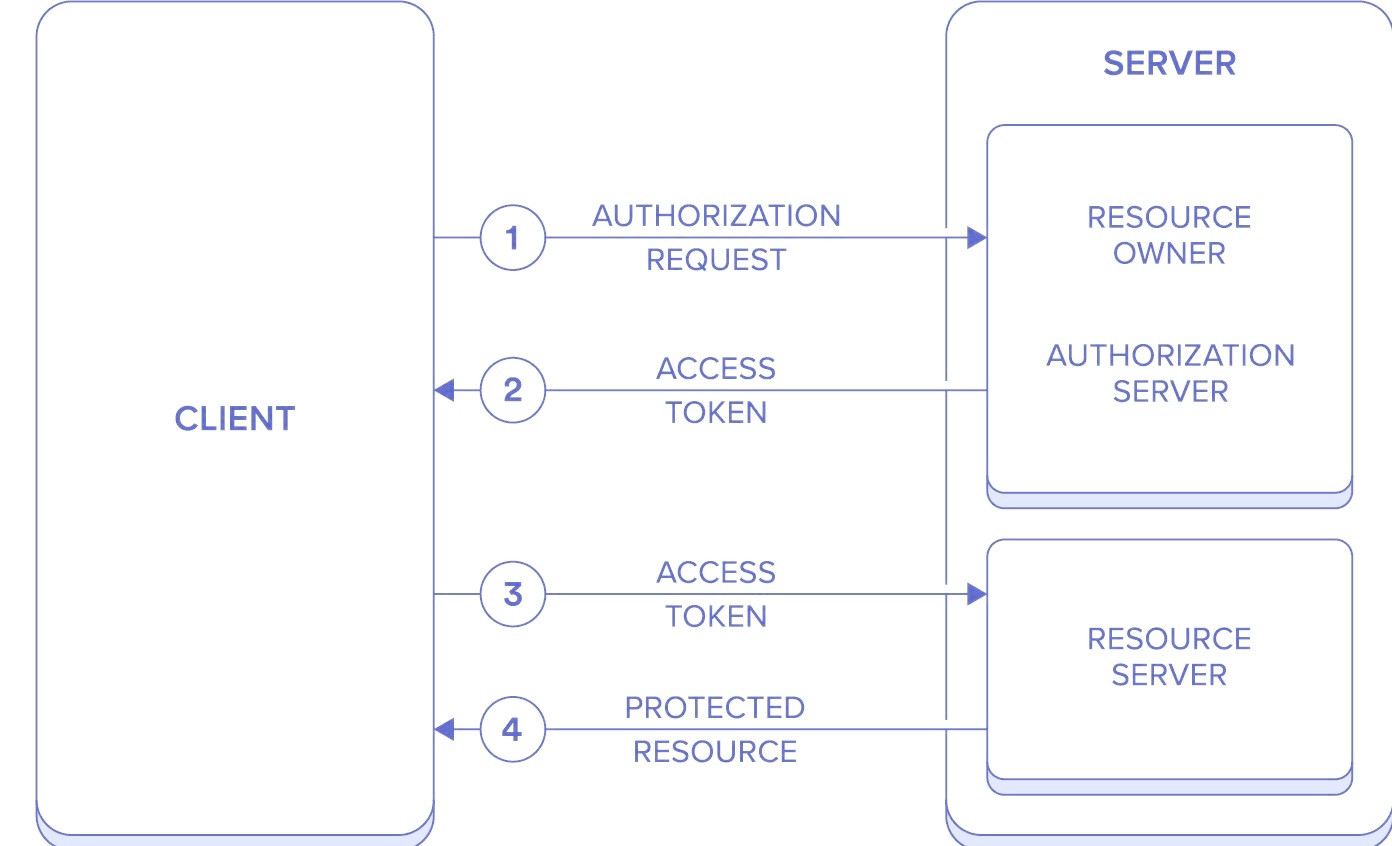 SERVER
1
AUTHORIZATION
REQUEST
RESOURCE
OWNER
2
ACCESS
TOKEN
AUTHORIZATION
SERVER
CLIENT
3
ACCESS
TOKEN
RESOURCE
SERVER
4
PROTECTED
RESOURCE